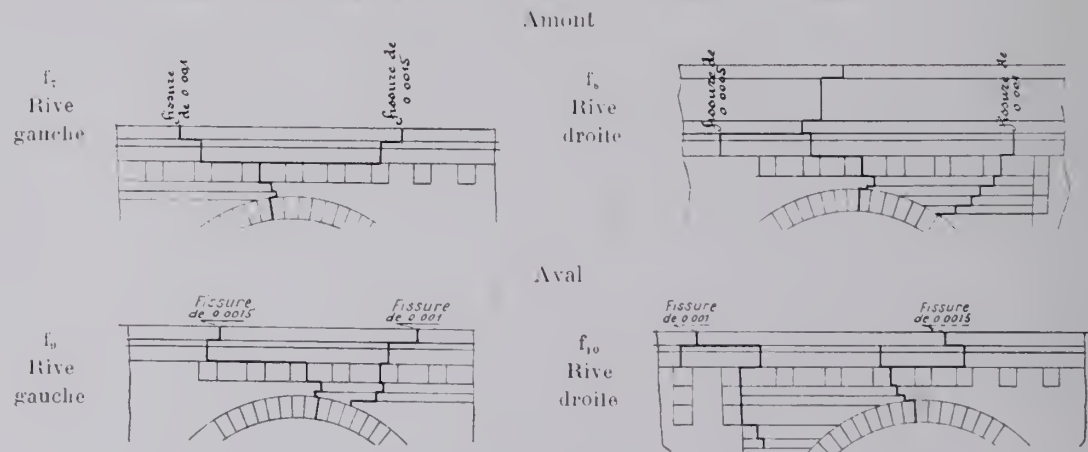 Amont
f₇
Rive
gauche
fissure
de 0 001
fissure de
0 0015
f₈
Rive
droite
fissure de
0 0005
fissure de
0 001
Aval
f₉
Rive
gauche
Fissure
de 0 0015
Fissure
de 0 001
f₁₀
Rive
droite
Fissure
de 0 001
Fissure
de 0 0015